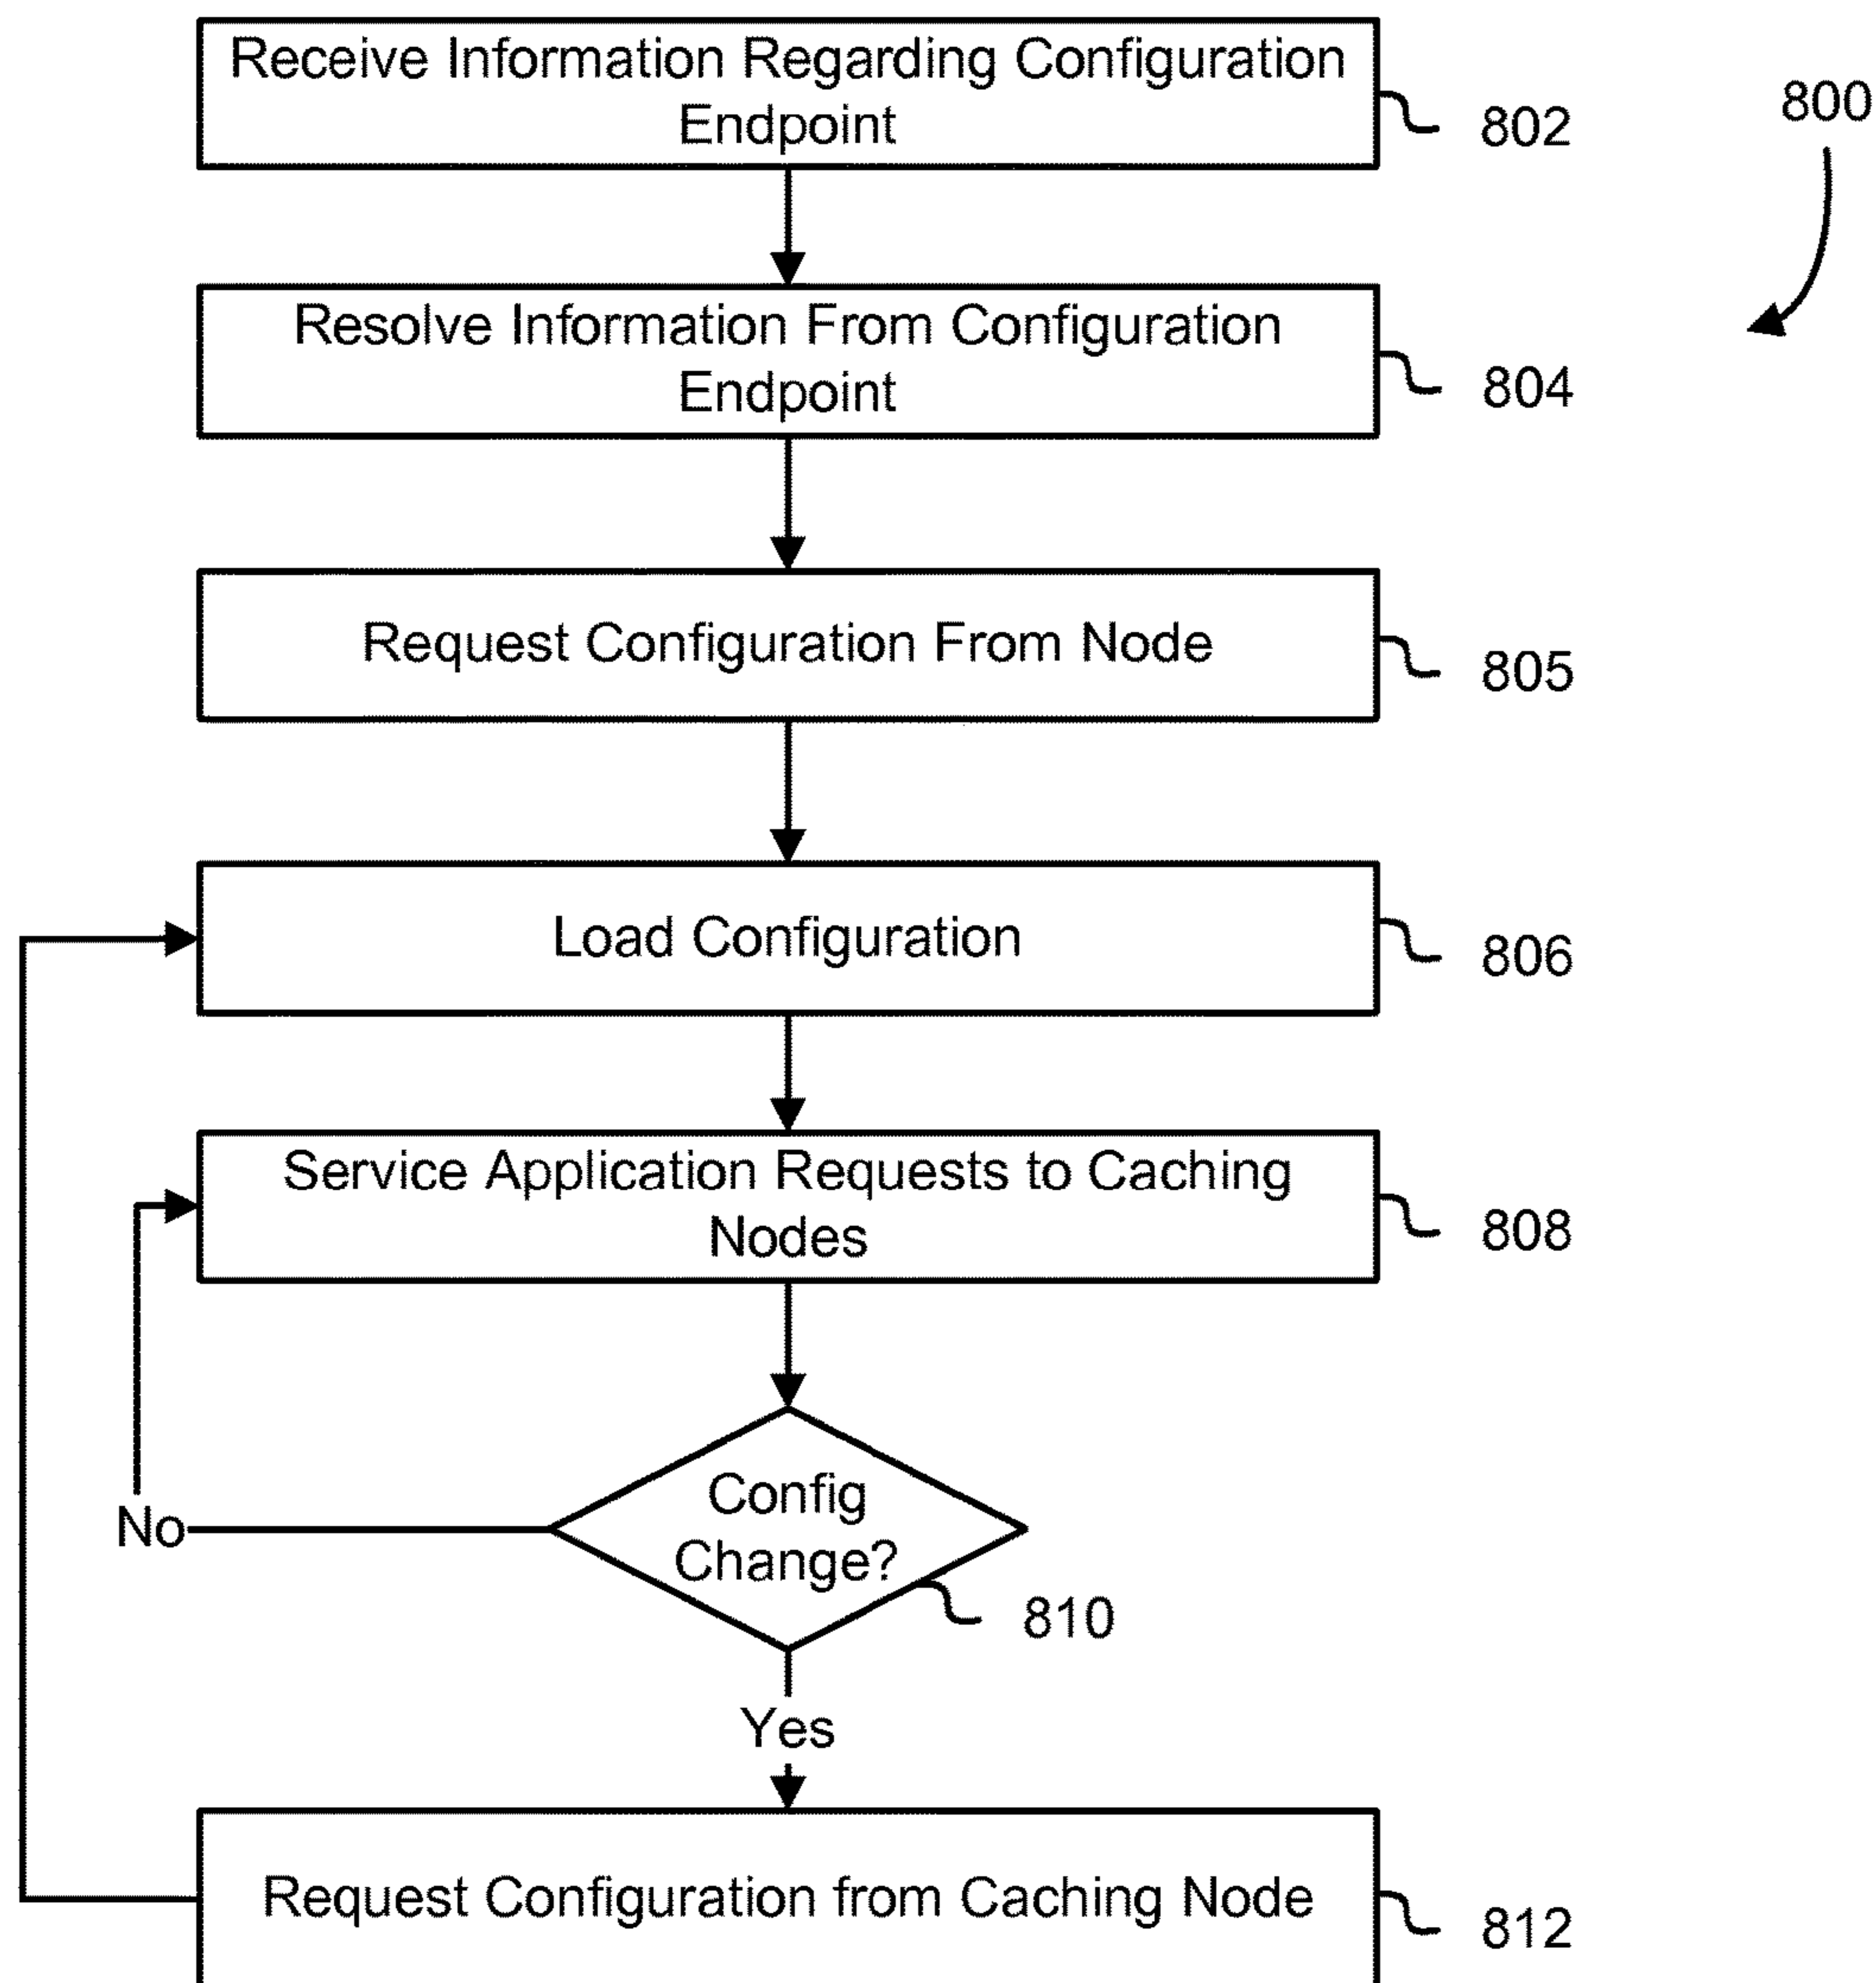 Receive Information Regarding Configuration
Endpoint
802
800
Resolve Information From Configuration
Endpoint
804
Request Configuration From Node
805
Load Configuration
806
Service Application Requests to Caching
Nodes
808
Config
Change?
No
810
Yes
Request Configuration from Caching Node
812